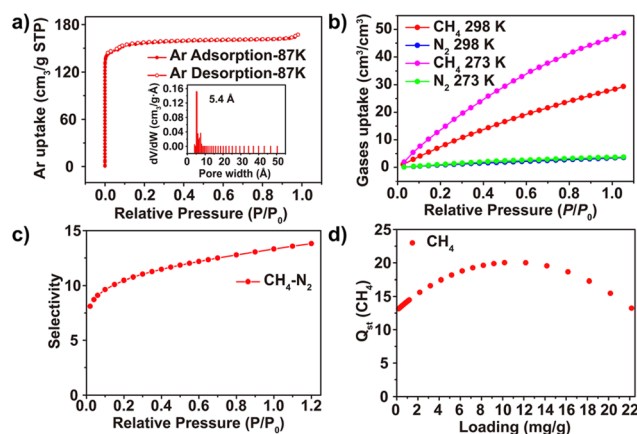 a)
Ar uptake (cm³/g STP)
180
120
60
0
Ar Adsorption-87K
Ar Desorption-87K
dV/dW (cm³/g·Å)
0.16
0.12
0.08
0.04
0.00
5.4 Å
0 10 20 30 40 50
Pore width (Å)
0.0 0.2 0.4 0.6 0.8 1.0
Relative Pressure (P/P₀)
b)
Gases uptake (cm³/cm³)
60
50
40
30
20
10
0
CH₄ 298 K
N₂ 298 K
CH₄ 273 K
N₂ 273 K
0.0 0.2 0.4 0.6 0.8 1.0
Relative Pressure (P/P₀)
c)
Selectivity
15
10
5
0
CH₄-N₂
0.0 0.2 0.4 0.6 0.8 1.0 1.2
Relative Pressure (P/P₀)
d)
Qst (CH₄)
25
20
15
10
5
0
CH₄
0 2 4 6 8 10 12 14 16 18 20 22
Loading (mg/g)